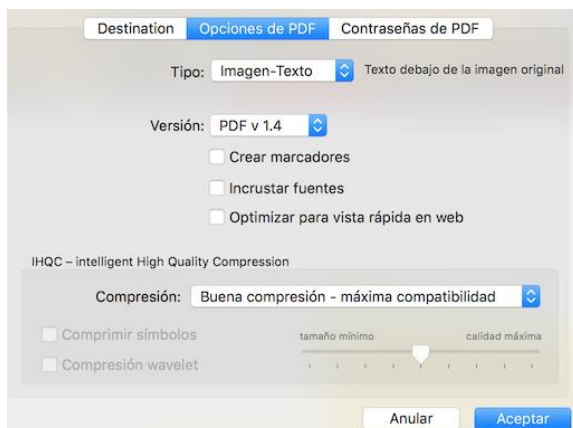 Destination Opciones de PDF Contraseñas de PDF
Tipo: Imagen-Texto Texto debajo de la imagen original
Versión: PDF v 1.4
Crear marcadores
Incrustar fuentes
Optimizar para vista rápida en web
IHQC – intelligent High Quality Compression
Compresión: Buena compresión - máxima compatibilidad
Comprimir símbolos tamaño mínimo calidad máxima
Compresión wavelet
Anular Aceptar